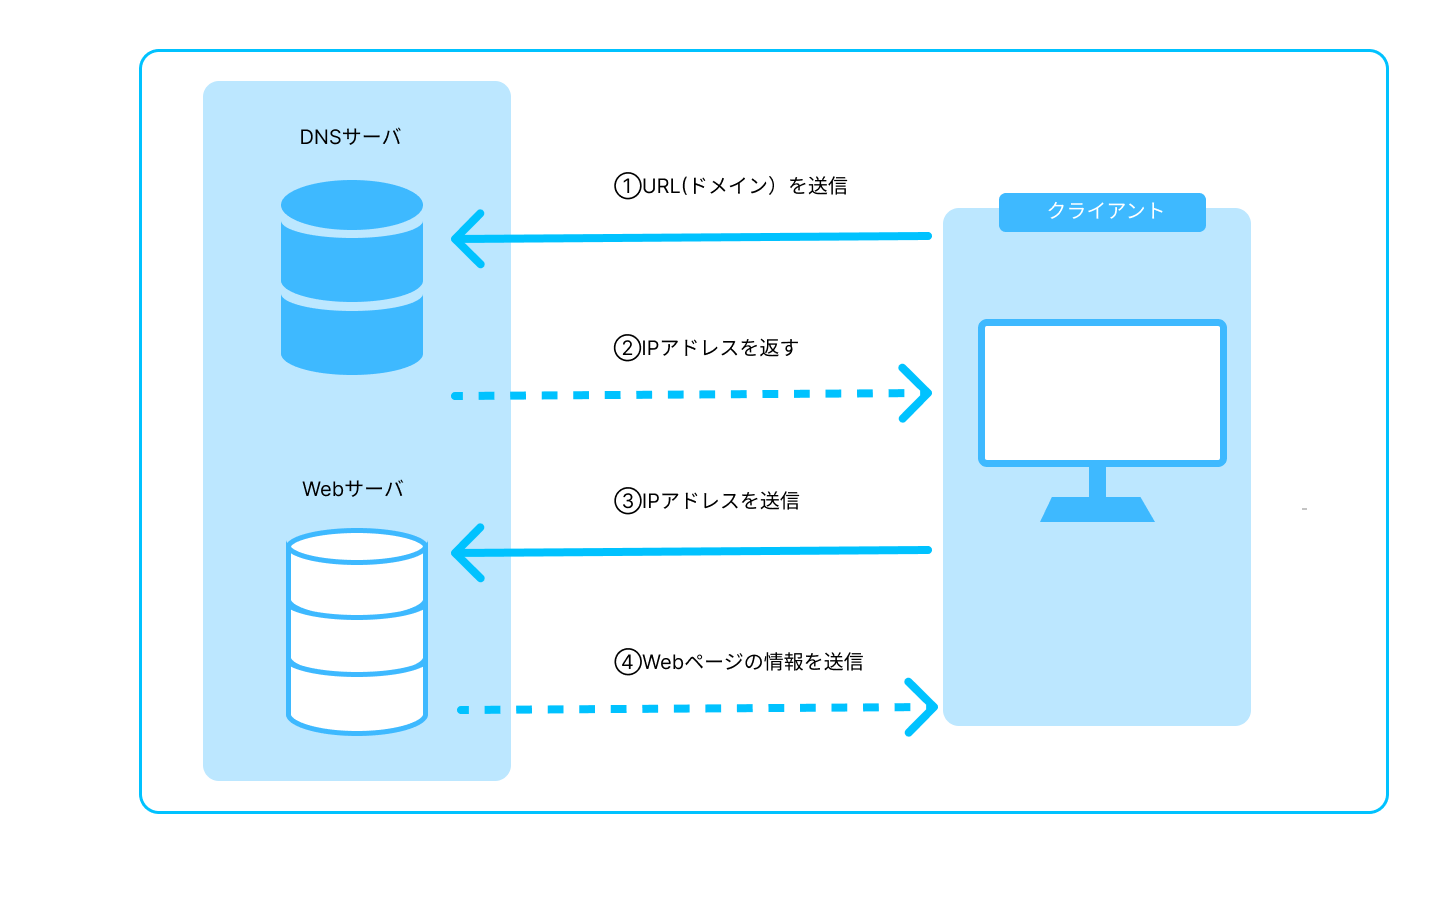 DNSサーバ
①URL(ドメイン）を送信
クライアント
②IPアドレスを返す
Webサーバ
③IPアドレスを送信
④Webページの情報を送信